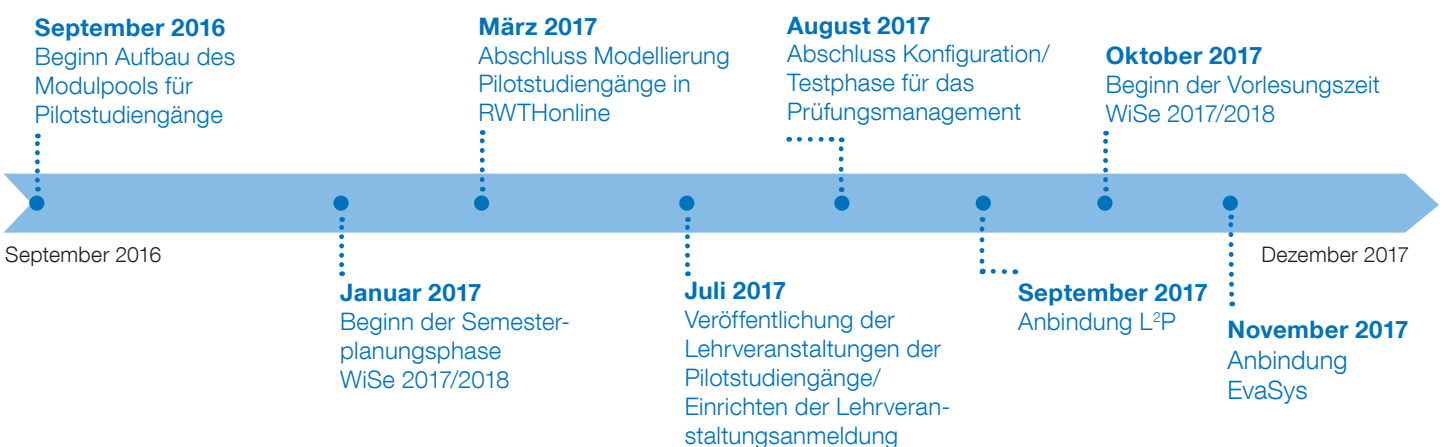 September 2016
Beginn Aufbau des
Modulpools für
Pilotstudiengänge
März 2017
Abschluss Modellierung
Pilotstudiengänge in
RWTHonline
August 2017
Abschluss Konfiguration/
Testphase für das
Prüfungsmanagement
Oktober 2017
Beginn der Vorlesungszeit
WiSe 2017/2018
September 2016
Dezember 2017
Januar 2017
Beginn der Semester-
planungsphase
WiSe 2017/2018
Juli 2017
Veröffentlichung der
Lehrveranstaltungen der
Pilotstudiengänge/
Einrichten der Lehrveran-
staltungsanmeldung
September 2017
Anbindung L²P
November 2017
Anbindung
EvaSys